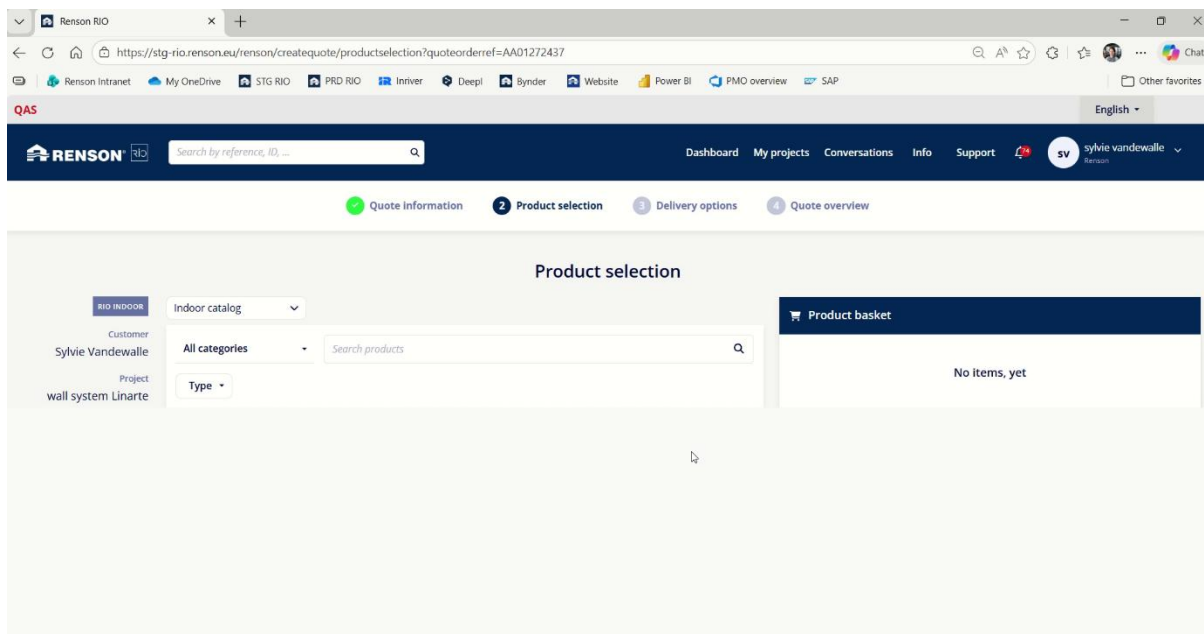 Renson RIO
https://stg-rio.renson.eu/renson/createquote/productselection?quoteorderref=AA01272437
Chat
Renson Intranet My OneDrive STG RIO PRD RIO Inriver Deepl Bynder Website Power BI PMO overview SAP Other favorites
QAS English
RENSON rio Search by reference, ID, ... Dashboard My projects Conversations Info Support 74 SV sylvie vandewalle
Renson
Quote information 2 Product selection 3 Delivery options 4 Quote overview
Product selection
RIO INDOOR Indoor catalog Product basket
Customer
Sylvie Vandewalle All categories Search products
No items, yet
Project
wall system Linarte Type